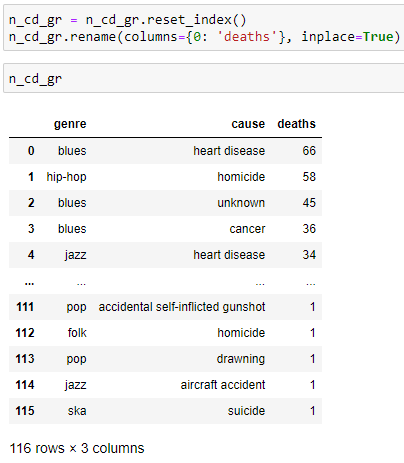 n_cd_gr = n_cd_gr.reset_index()
n_cd_gr.rename(columns={0: 'deaths'}, inplace=True)
n_cd_gr
genre cause deaths
0 blues heart disease 66
1 hip-hop homicide 58
2 blues unknown 45
3 blues cancer 36
4 jazz heart disease 34
... ... ... ...
111 pop accidental self-inflicted gunshot 1
112 folk homicide 1
113 pop drawning 1
114 jazz aircraft accident 1
115 ska suicide 1
116 rows × 3 columns